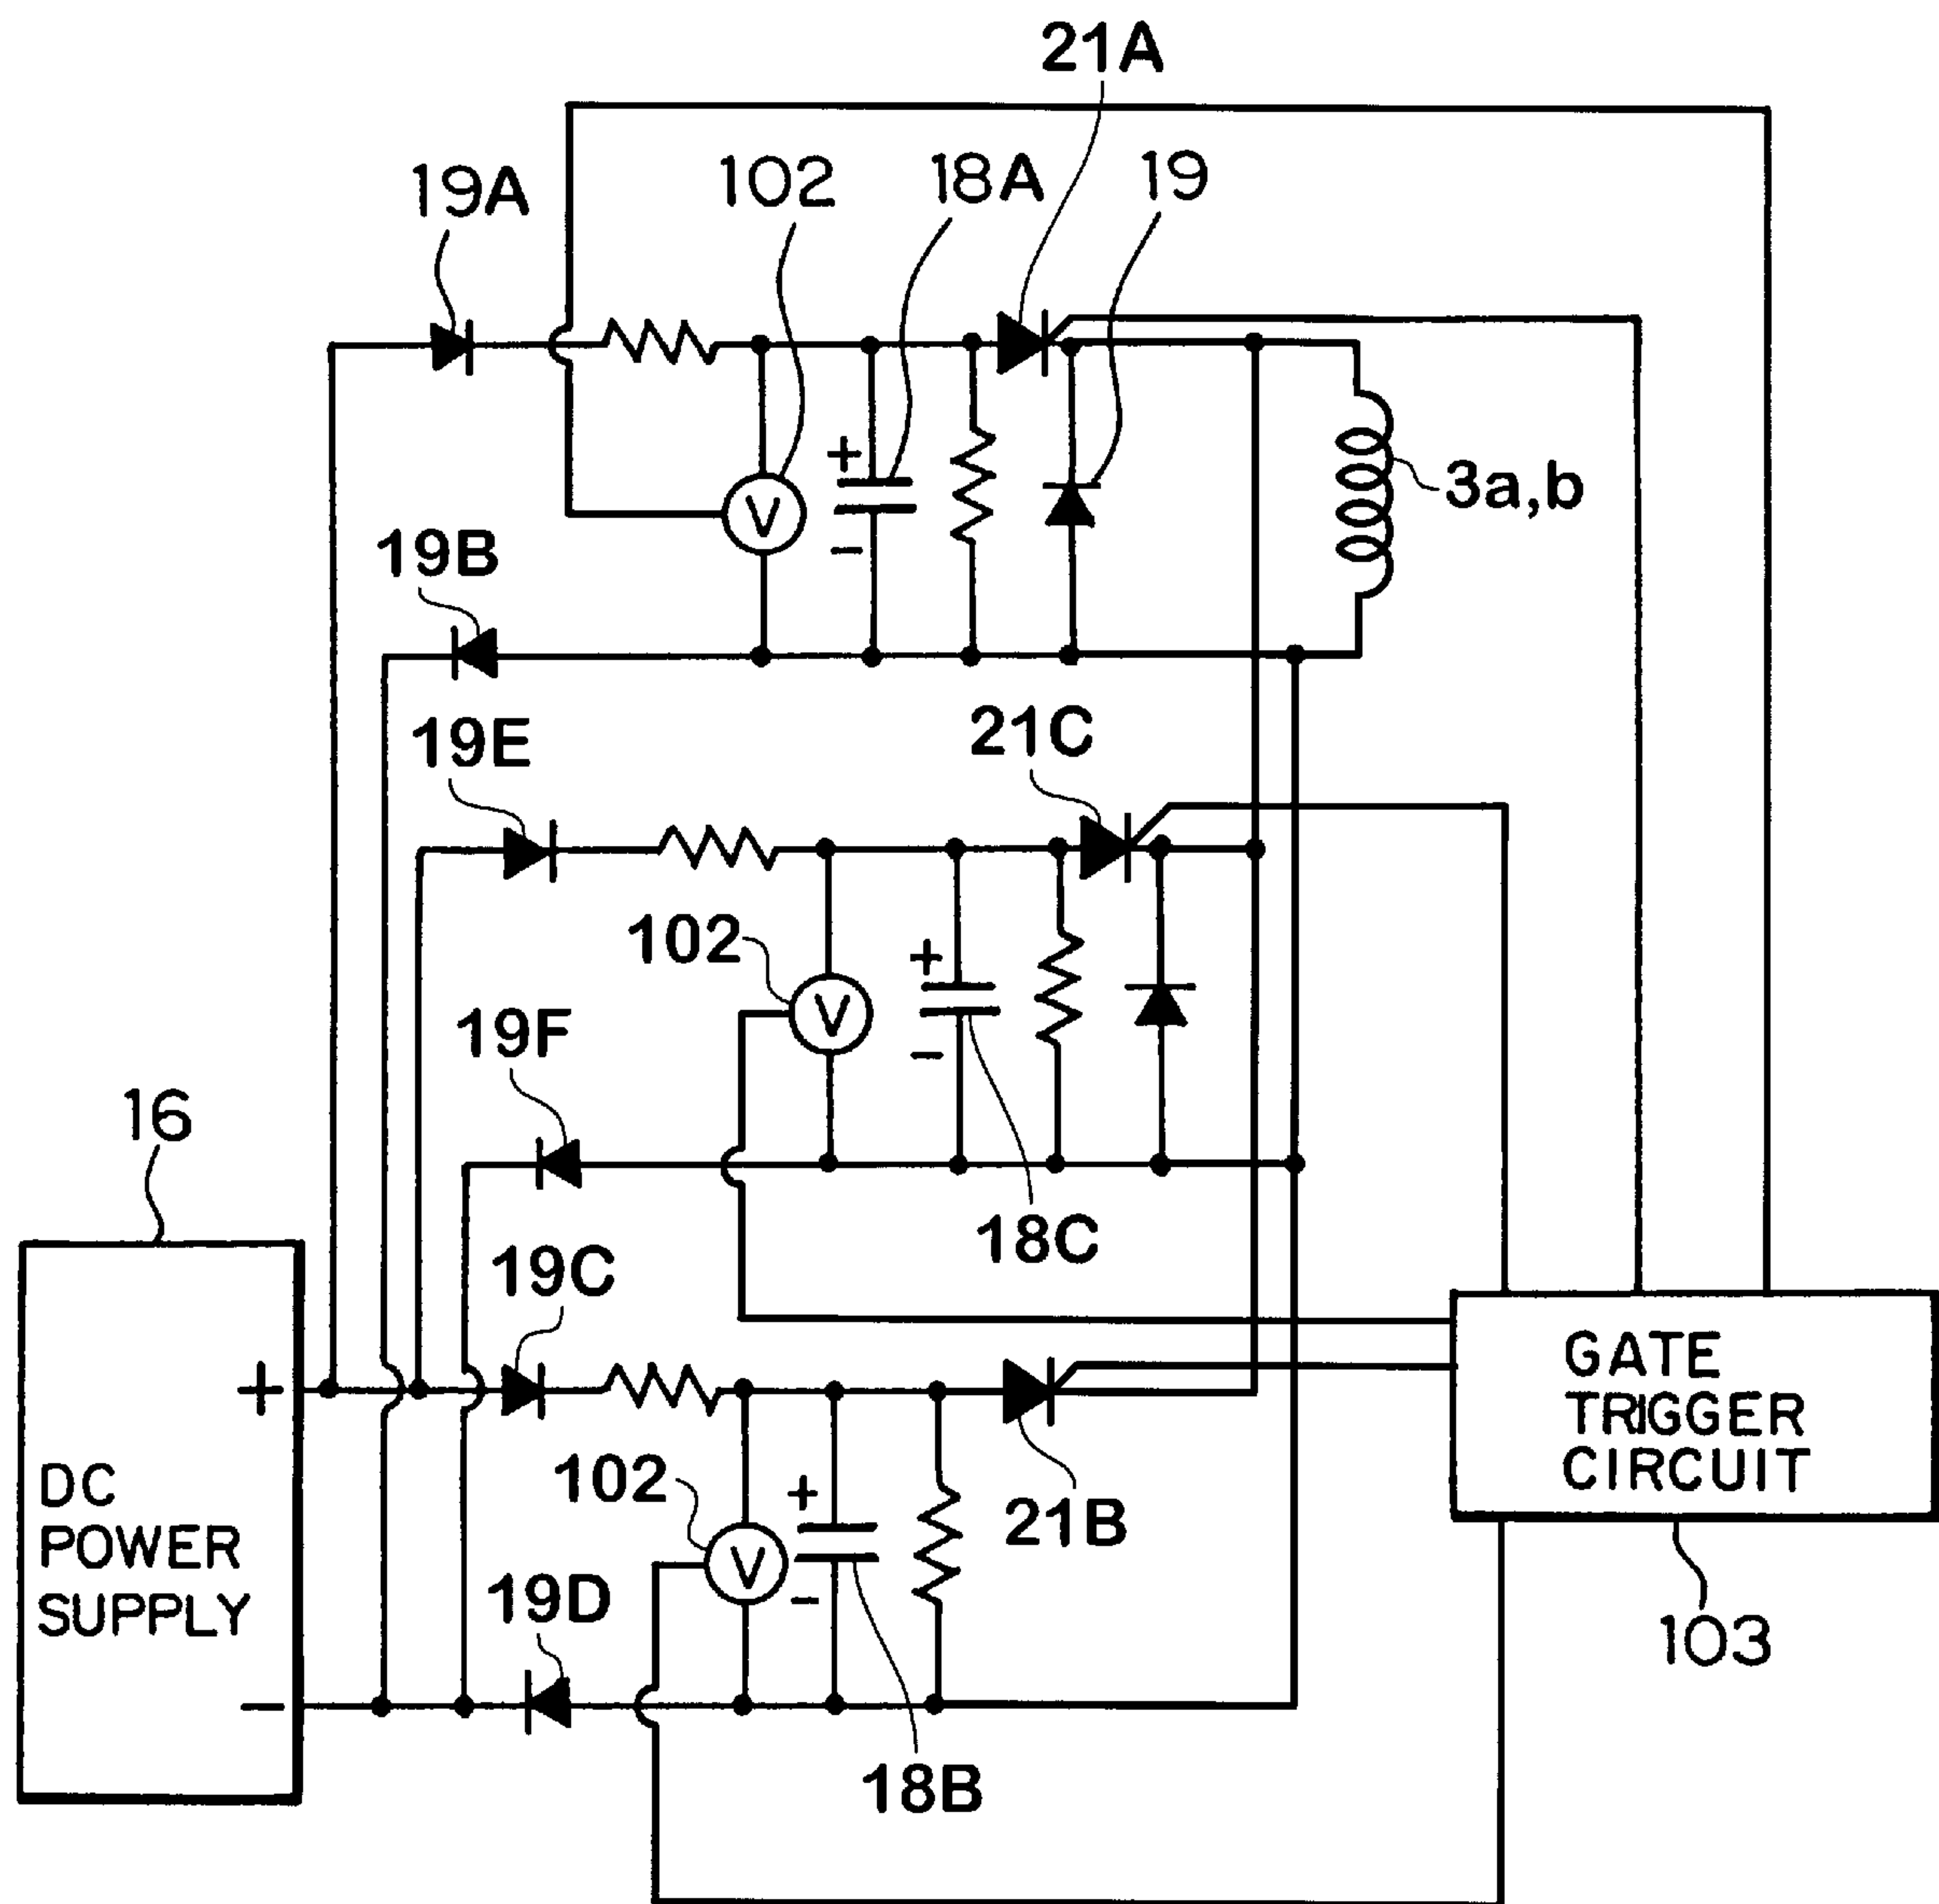 21A
19A
102
18A
19
+
V
3a,b
-
19B
19E
21C
102
+
V
19F
-
16
18C
19C
+
GATE
TRIGGER
CIRCUIT
DC
POWER
SUPPLY
102
+
V
21B
-
19D
103
-
18B